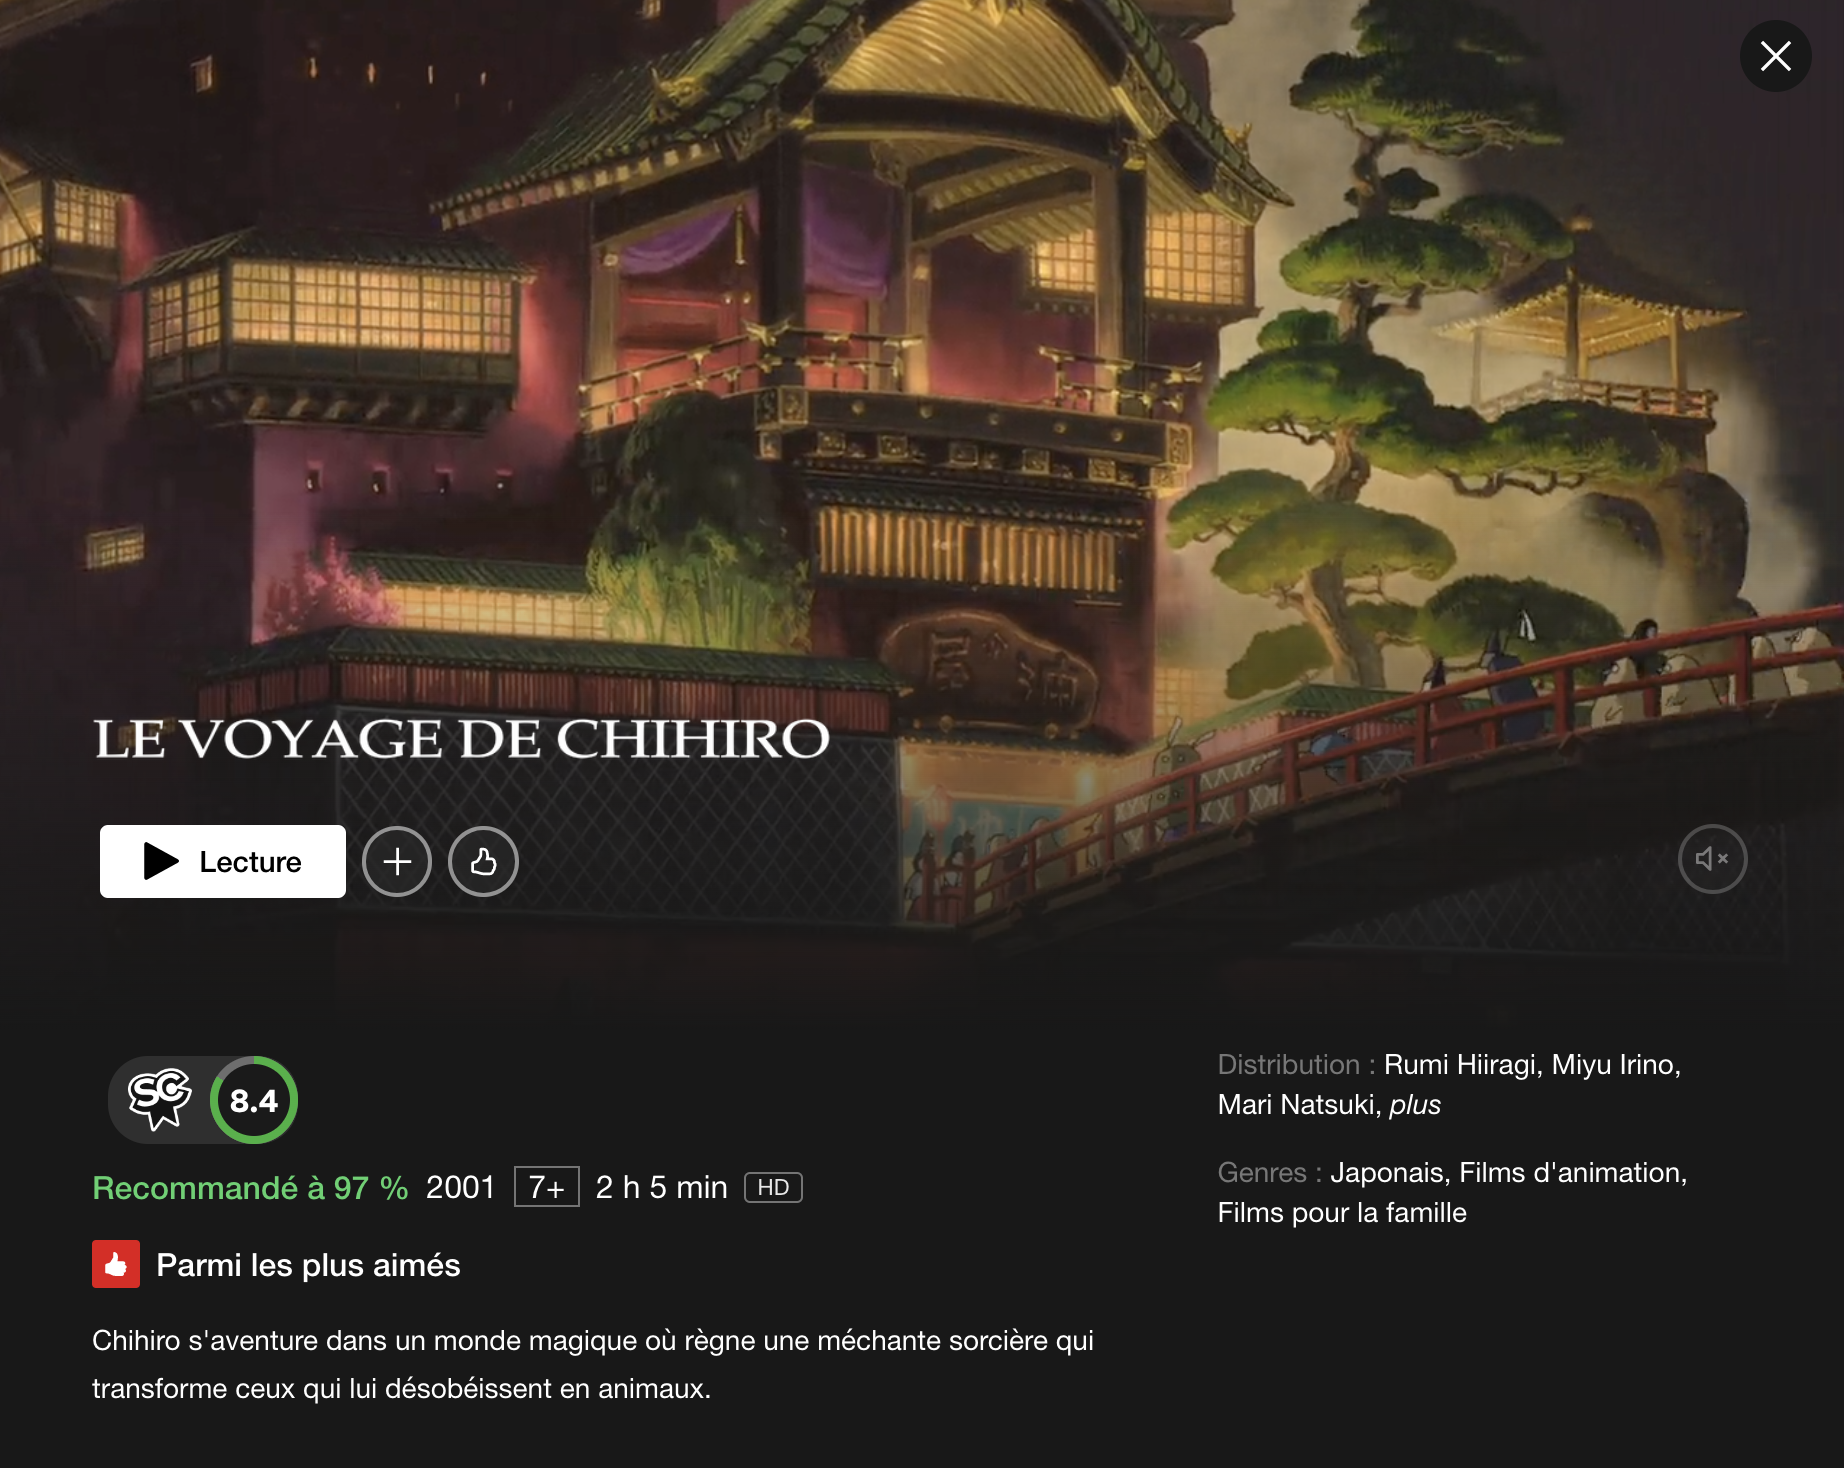 LE VOYAGE DE CHIHIRO
Lecture
SC 8.4
Recommandé à 97 % 2001 7+ 2 h 5 min HD
Parmi les plus aimés
Chihiro s'aventure dans un monde magique où règne une méchante sorcière qui
transforme ceux qui lui désobéissent en animaux.
Distribution : Rumi Hiiragi, Miyu Irino,
Mari Natsuki, plus
Genres : Japonais, Films d'animation,
Films pour la famille